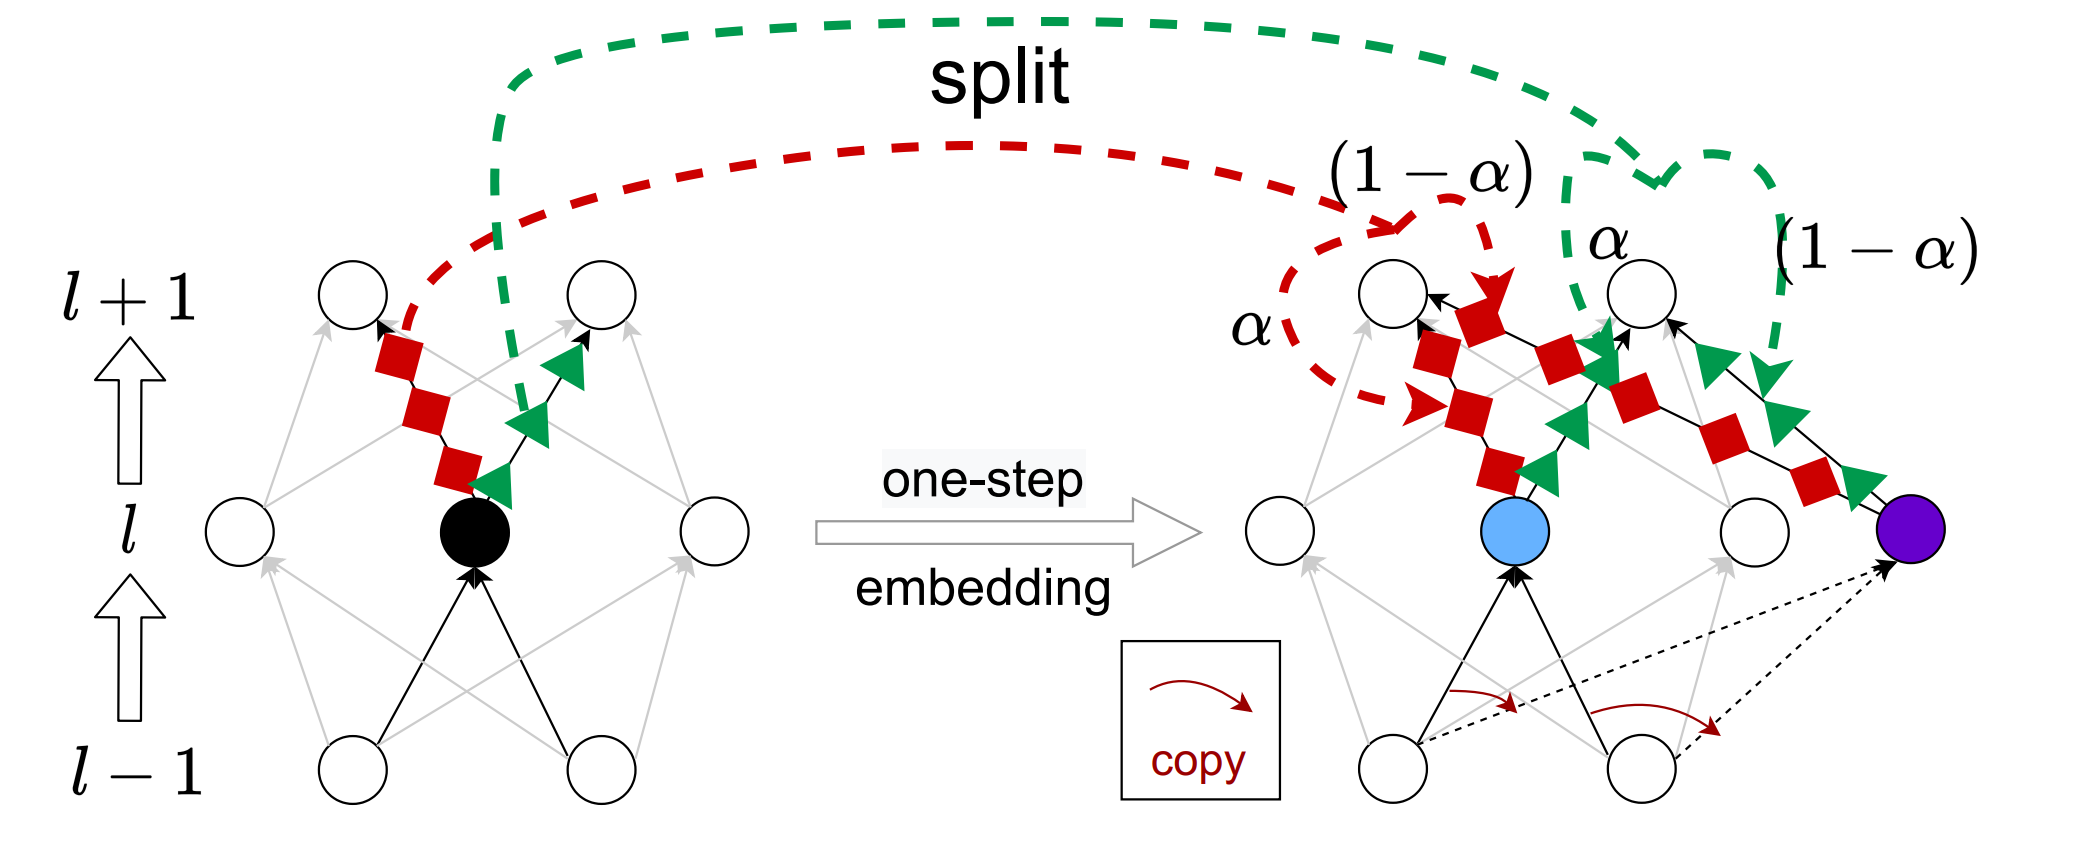 split
(1 − α)
α
(1 − α)
l + 1
α
one-step
l
embedding
copy
l − 1